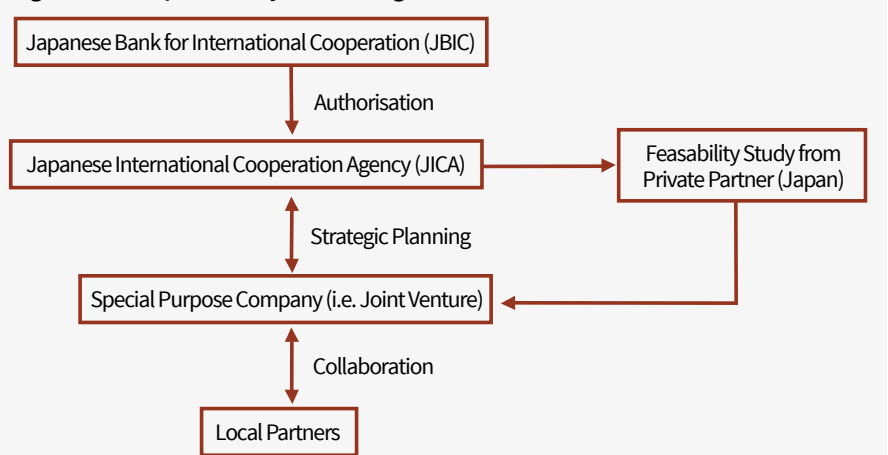 Japanese Bank for International Cooperation (JBIC)
Authorisation
Japanese International Cooperation Agency (JICA)
Feasability Study from
Private Partner (Japan)
Strategic Planning
Special Purpose Company (i.e. Joint Venture)
Collaboration
Local Partners